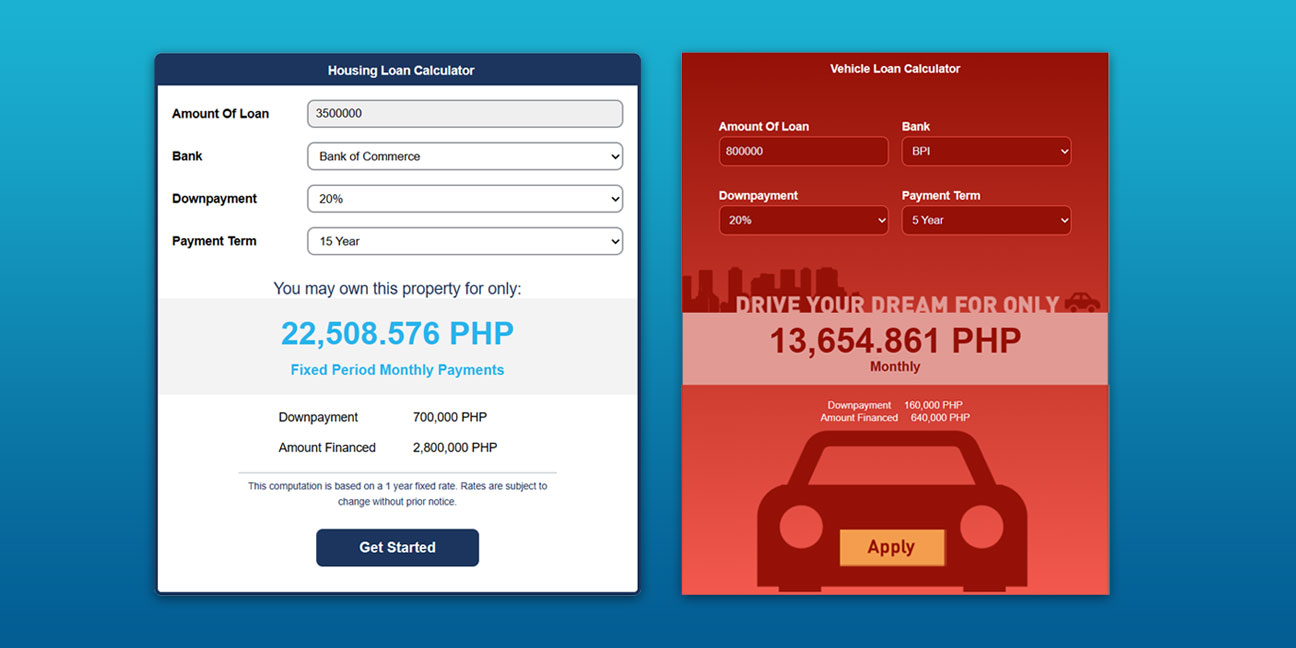 Housing Loan Calculator
Amount Of Loan 3500000
Bank Bank of Commerce
Downpayment 20%
Payment Term 15 Year
You may own this property for only:
22,508.576 PHP
Fixed Period Monthly Payments
Downpayment 700,000 PHP
Amount Financed 2,800,000 PHP
This computation is based on a 1 year fixed rate. Rates are subject to
change without prior notice.
Get Started
Vehicle Loan Calculator
Amount Of Loan Bank
800000 BPI
Downpayment Payment Term
20% 5 Year
DRIVE YOUR DREAM FOR ONLY
13,654.861 PHP
Monthly
Downpayment 160,000 PHP
Amount Financed 640,000 PHP
Apply